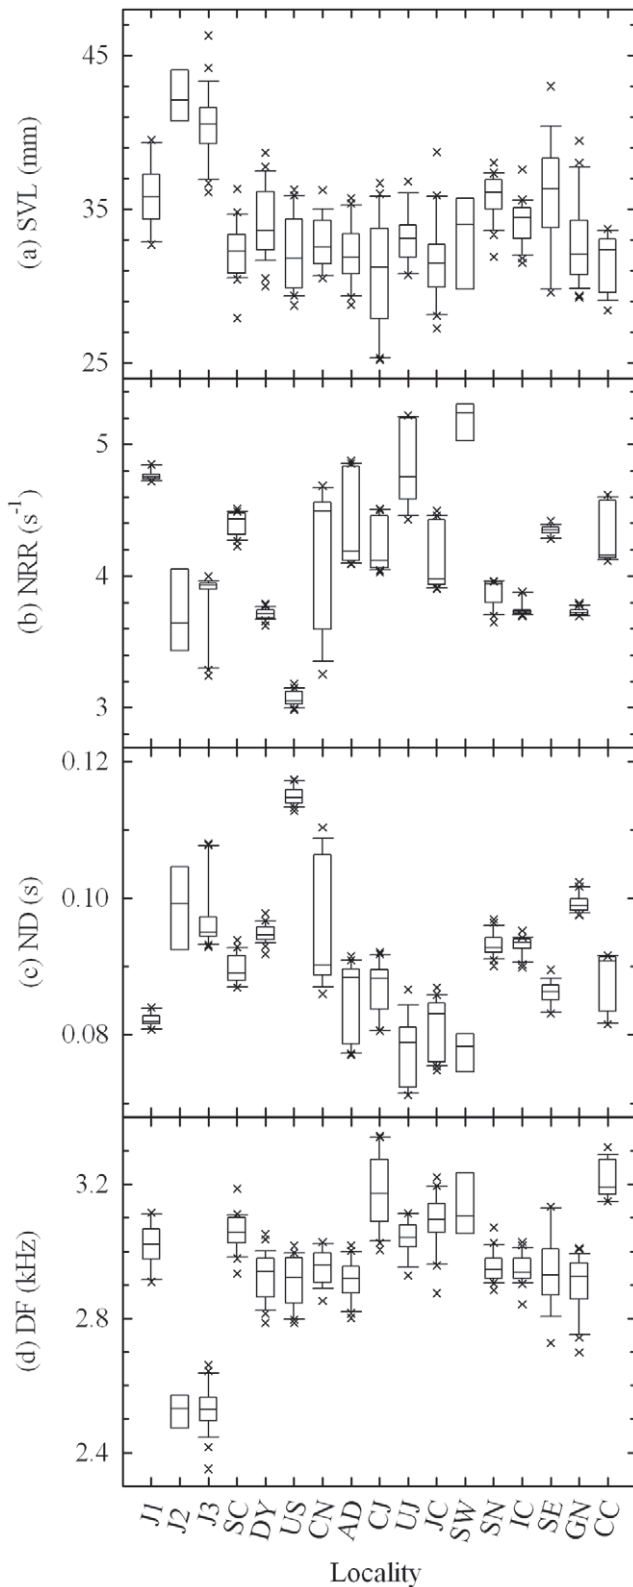 45
35
25
(a) SVL (mm)
5
4
3
(b) NRR (s-1)
0.12
0.10
0.08
(c) ND (s)
3.2
2.8
2.4
(d) DF (kHz)
J1 J2 J3 SC DY US CN AD CJ UJ JC SW SN IC SE GN CC
Locality